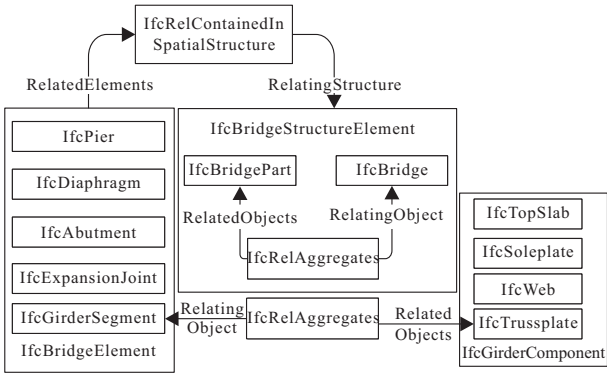 IfcRelContainedIn
SpatialStructure
RelatedElements
RelatingStructure
IfcPier
IfcDiaphragm
IfcAbutment
IfcExpansionJoint
IfcGirderSegment
IfcBridgeElement
IfcBridgeStructureElement
IfcBridgePart
IfcBridge
RelatedObjects
RelatingObject
IfcRelAggregates
Relating
Object
IfcRelAggregates
Related
Objects
IfcTopSlab
IfcSoleplate
IfcWeb
IfcTrussplate
IfcGirderComponent